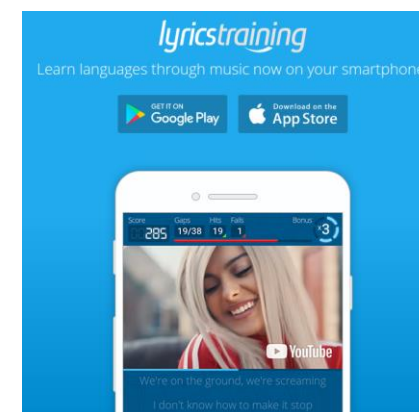 lyricstraining
Learn languages through music now on your smartphone
GET IT ON
Google Play
Download on the
App Store
Score
Gaps
Hits
Fails
Bonus
285
19/38
19
1
x3
YouTube
We're on the ground, we're screaming
I don't know how to make it stop